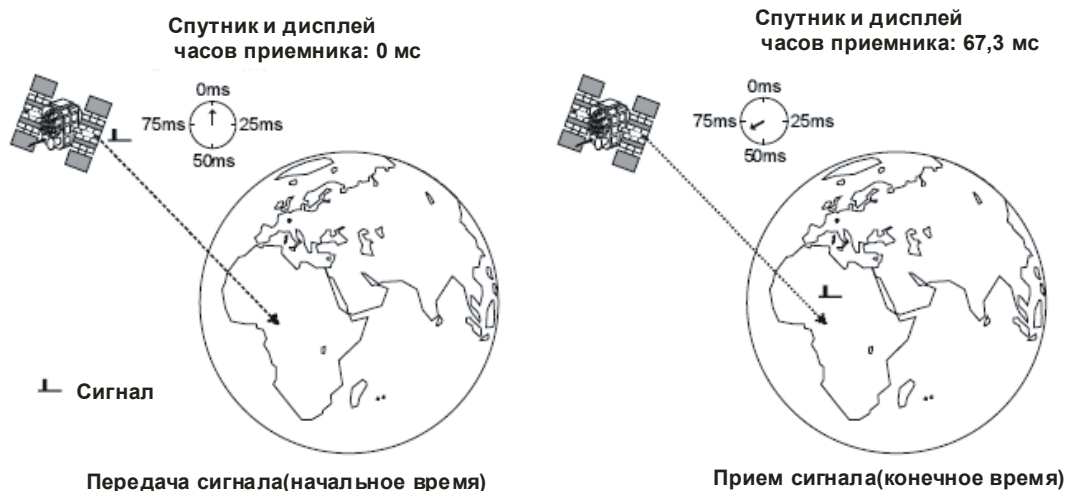 Спутник и дисплей
часов приемника: 0 мс
0ms
75ms
25ms
50ms
Сигнал
Передача сигнала(начальное время)
Спутник и дисплей
часов приемника: 67,3 мс
0ms
75ms
25ms
50ms
Прием сигнала(конечное время)